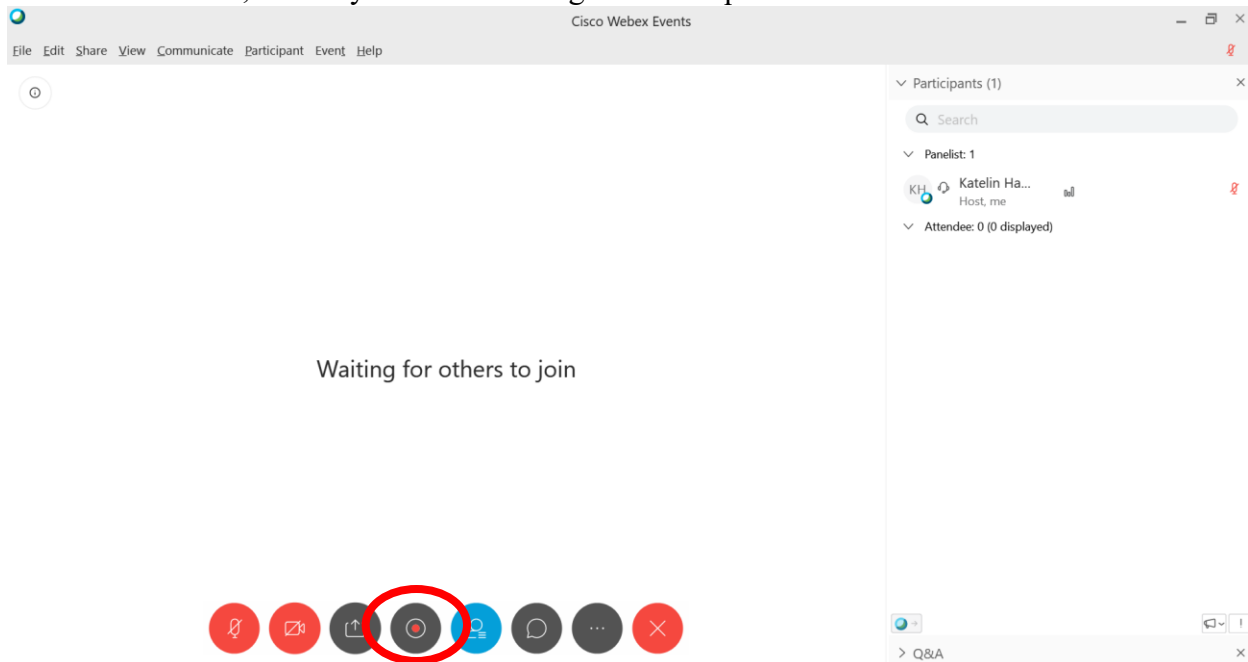 Cisco Webex Events
File Edit Share View Communicate Participant Event Help
Participants (1)
Search
Panelist: 1
KH
Katelin Ha...
Host, me
Attendee: 0 (0 displayed)
Waiting for others to join
Q&A